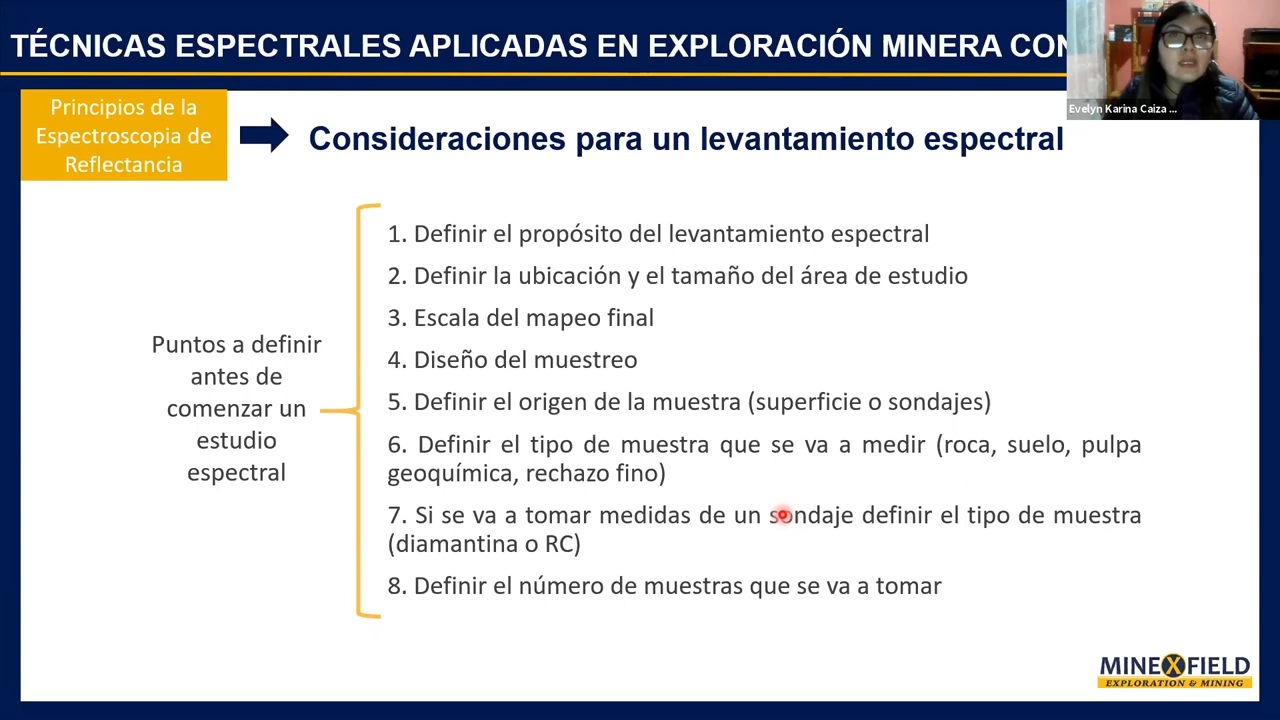 TÉCNICAS ESPECTRALES APLICADAS EN EXPLORACIÓN MINERA CON
Evelyn Karina Caiza ...
Principios de la
Espectroscopia de
Reflectancia
Consideraciones para un levantamiento espectral
Puntos a definir
antes de
comenzar un
estudio
espectral
1. Definir el propósito del levantamiento espectral
2. Definir la ubicación y el tamaño del área de estudio
3. Escala del mapeo final
4. Diseño del muestreo
5. Definir el origen de la muestra (superficie o sondajes)
6. Definir el tipo de muestra que se va a medir (roca, suelo, pulpa
geoquímica, rechazo fino)
7. Si se va a tomar medidas de un sondaje definir el tipo de muestra
(diamantina o RC)
8. Definir el número de muestras que se va a tomar
MINEXFIELD
EXPLORATION & MINING